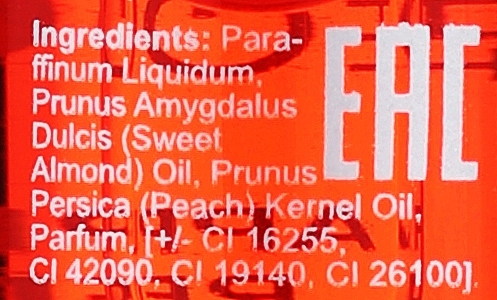 Ingredients: Para-
ffinum Liquidum,
Prunus Amygdalus
Dulcis (Sweet
Almond) Oil, Prunus
Persica (Peach) Kernel Oil,
Parfum, [+/- CI 16255,
CI 42090, CI 19140, CI 26100].
EAC